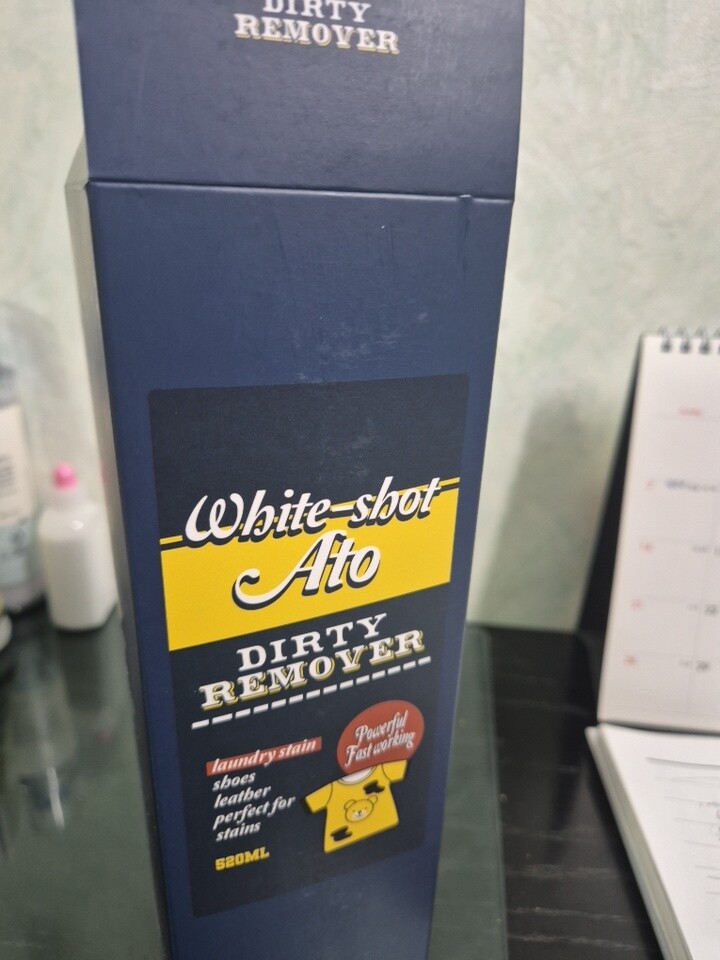 DIRTY
REMOVER
White-shot
Ato
DIRTY
REMOVER
Powerful
Fast working
laundry stain
shoes
leather
perfect for
stains
520ML